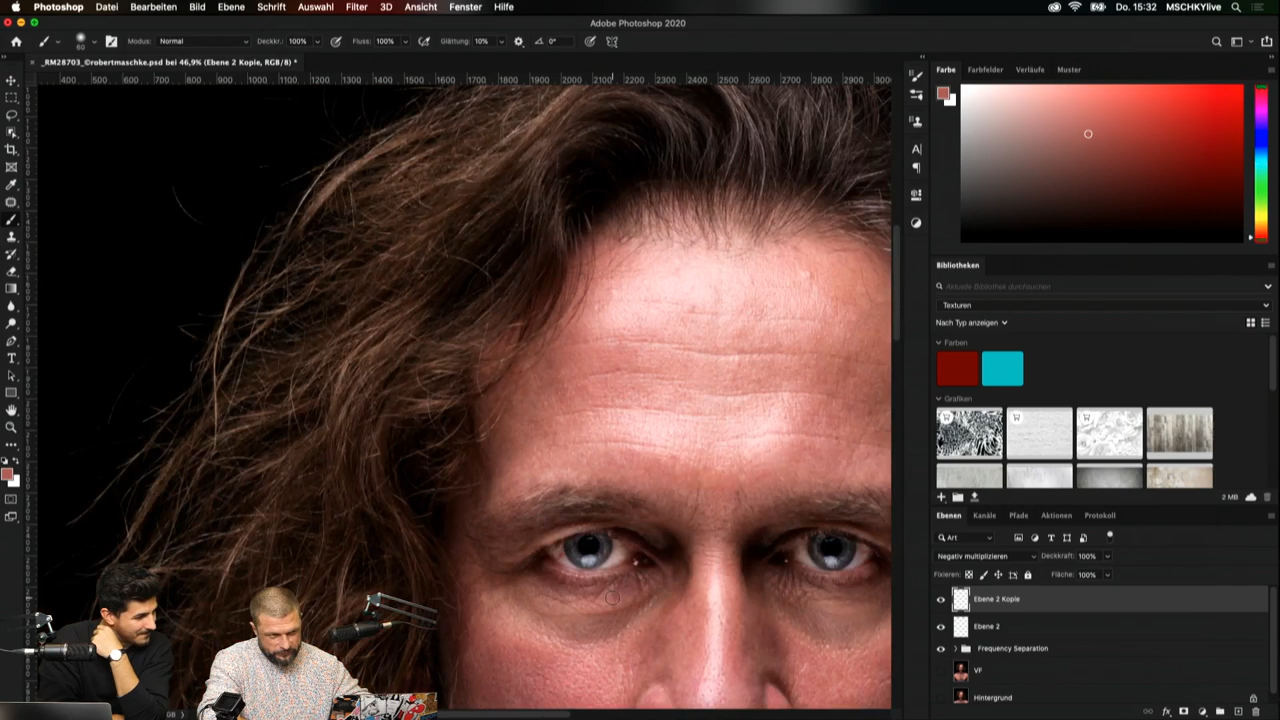 Photoshop Datei Bearbeiten Bild Ebene Schrift Auswahl Filter 3D Ansicht Fenster Hilfe Do. 15:32 MSCHKYlive
Adobe Photoshop 2020
60 Modus: Normal Deckkr.: 100% Fluss: 100% Glättung: 10% 0°
_RM28703_©robertmaschke.psd bei 46,9% (Ebene 2 Kopie, RGB/8) *
400 500 600 700 800 900 1000 1100 1200 1300 1400 1500 1600 1700 1800 1900 2000 2100 2200 2300 2400 2500 2600 2700 2800 2900 3000
Farbe Farbfelder Verläufe Muster
Bibliotheken
Aktuelle Bibliothek durchsuchen
Texturen
Nach Typ anzeigen
Farben
Grafiken
2 MB
Ebenen Kanäle Pfade Aktionen Protokoll
Art
Negativ multiplizieren Deckkraft: 100%
Fixieren: Fläche: 100%
Ebene 2 Kopie
Ebene 2
Frequency Separation
VF
Hintergrund
GB